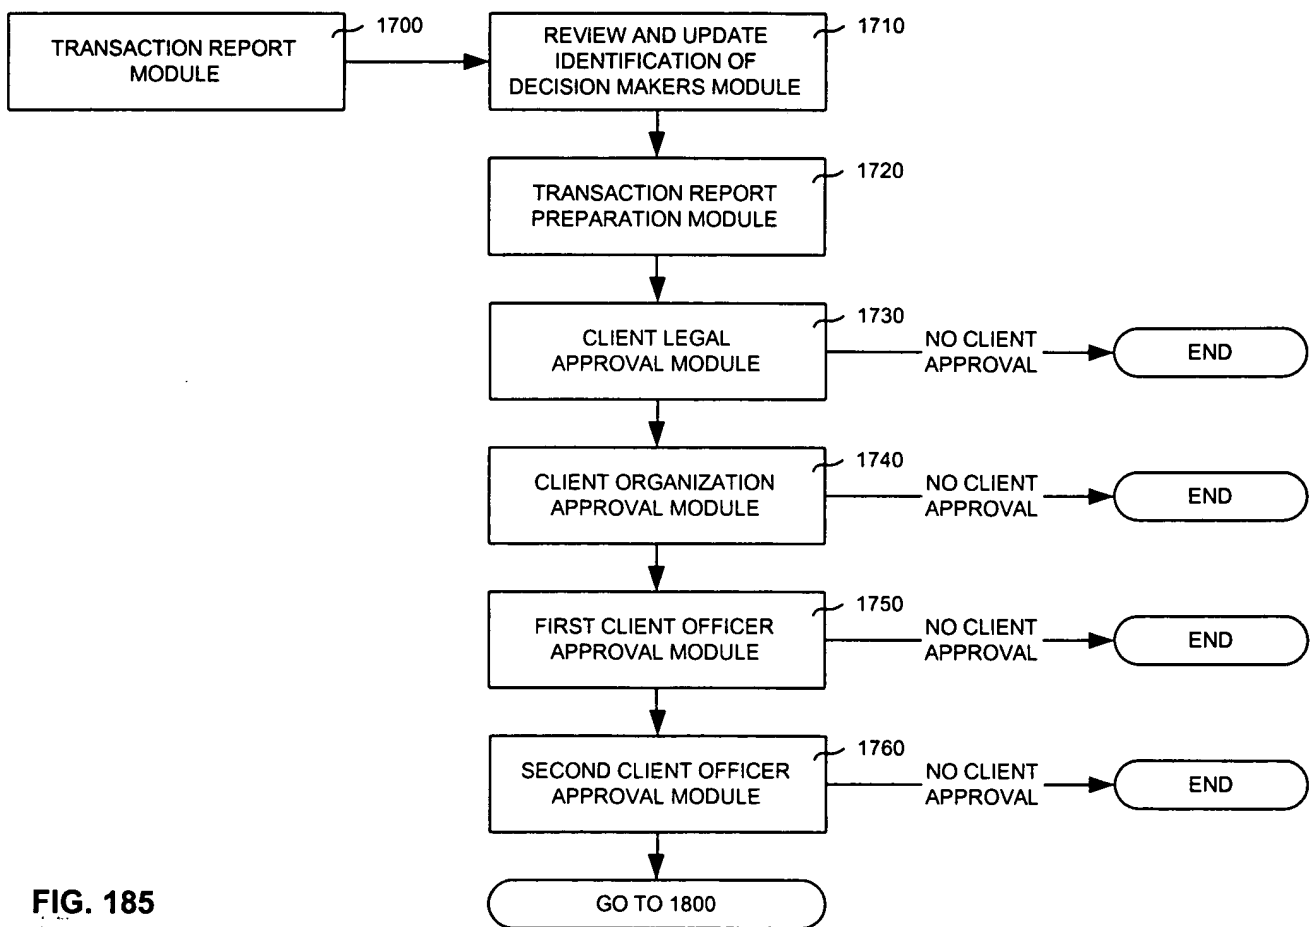 TRANSACTION REPORT
MODULE
1700
REVIEW AND UPDATE
IDENTIFICATION OF
DECISION MAKERS MODULE
1710
TRANSACTION REPORT
PREPARATION MODULE
1720
CLIENT LEGAL
APPROVAL MODULE
1730
NO CLIENT
APPROVAL
END
CLIENT ORGANIZATION
APPROVAL MODULE
1740
NO CLIENT
APPROVAL
END
FIRST CLIENT OFFICER
APPROVAL MODULE
1750
NO CLIENT
APPROVAL
END
SECOND CLIENT OFFICER
APPROVAL MODULE
1760
NO CLIENT
APPROVAL
END
GO TO 1800
FIG. 185